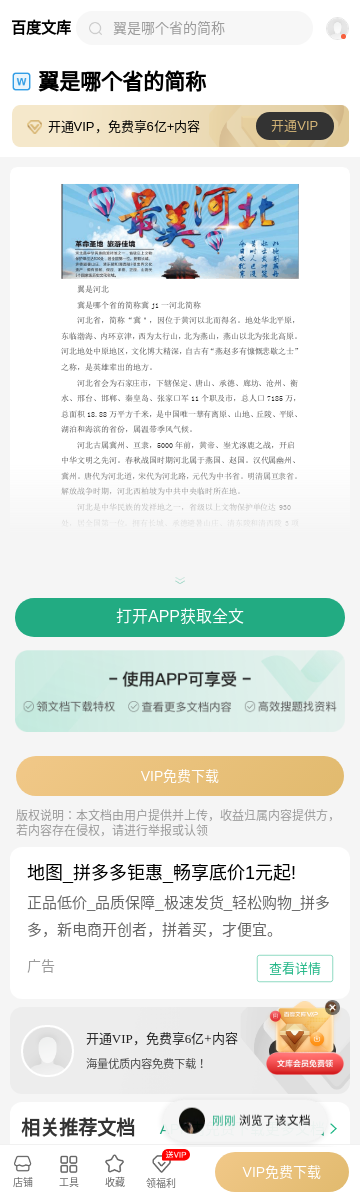 百度文库
翼是哪个省的简称
翼是哪个省的简称
开通VIP，免费享6亿+内容
开通VIP
最美河北
革命圣地 旅游佳境
翼是河北
冀是哪个省的简称冀 j1 一河北简称
河北省，简称“冀＂，因位于黄河以北而得名。地处华北平原，
东临渤海、内环京津，西为太行山，北为燕山，燕山以北为张北高原。
河北地处中原地区，文化博大精深，自古有“燕赵多有慷慨悲歌之士”
之称，是英雄辈出的地方。
河北省会为石家庄市，下辖保定、唐山、承德、廊坊、沧州、衡
水、邢台、邯郸、秦皇岛、张家口军 11 个职及市，总人口 7185 万，
总面积 18.88 万平方千米，是中国唯一攀有高原、山地、丘陵、平原、
湖泊和海滨的省份，属温带季风气候。
河北古属冀州、亘亲，5000 年前，黄帝、蚩尤涿鹿之战，开启
中华文明之先河。春秋战国时期河北属于燕国、赵国。汉代属幽州、
冀州。唐代为河北道，宋代为河北路，元代为中书省。明清属亘亲省。
解放战争时期，河北西柏坡为中共中央临时所在地。
河北是中华民族的发祥地之一，省级以上文物保护单位达 950
打开APP获取全文
使用APP可享受
领文档下载特权
查看更多文档内容
高效搜题找资料
VIP免费下载
版权说明：本文档由用户提供并上传，收益归属内容提供方，
若内容存在侵权，请进行举报或认领
地图_拼多多钜惠_畅享底价1元起!
正品低价_品质保障_极速发货_轻松购物_拼多
多，新电商开创者，拼着买，才便宜。
广告
查看详情
开通VIP，免费享6亿+内容
海量优质内容免费下载！
百度文库VIP
文库会员免费领
相关推荐文档
刚刚 浏览了该文档
店铺
工具
收藏
送VIP
领福利
VIP免费下载